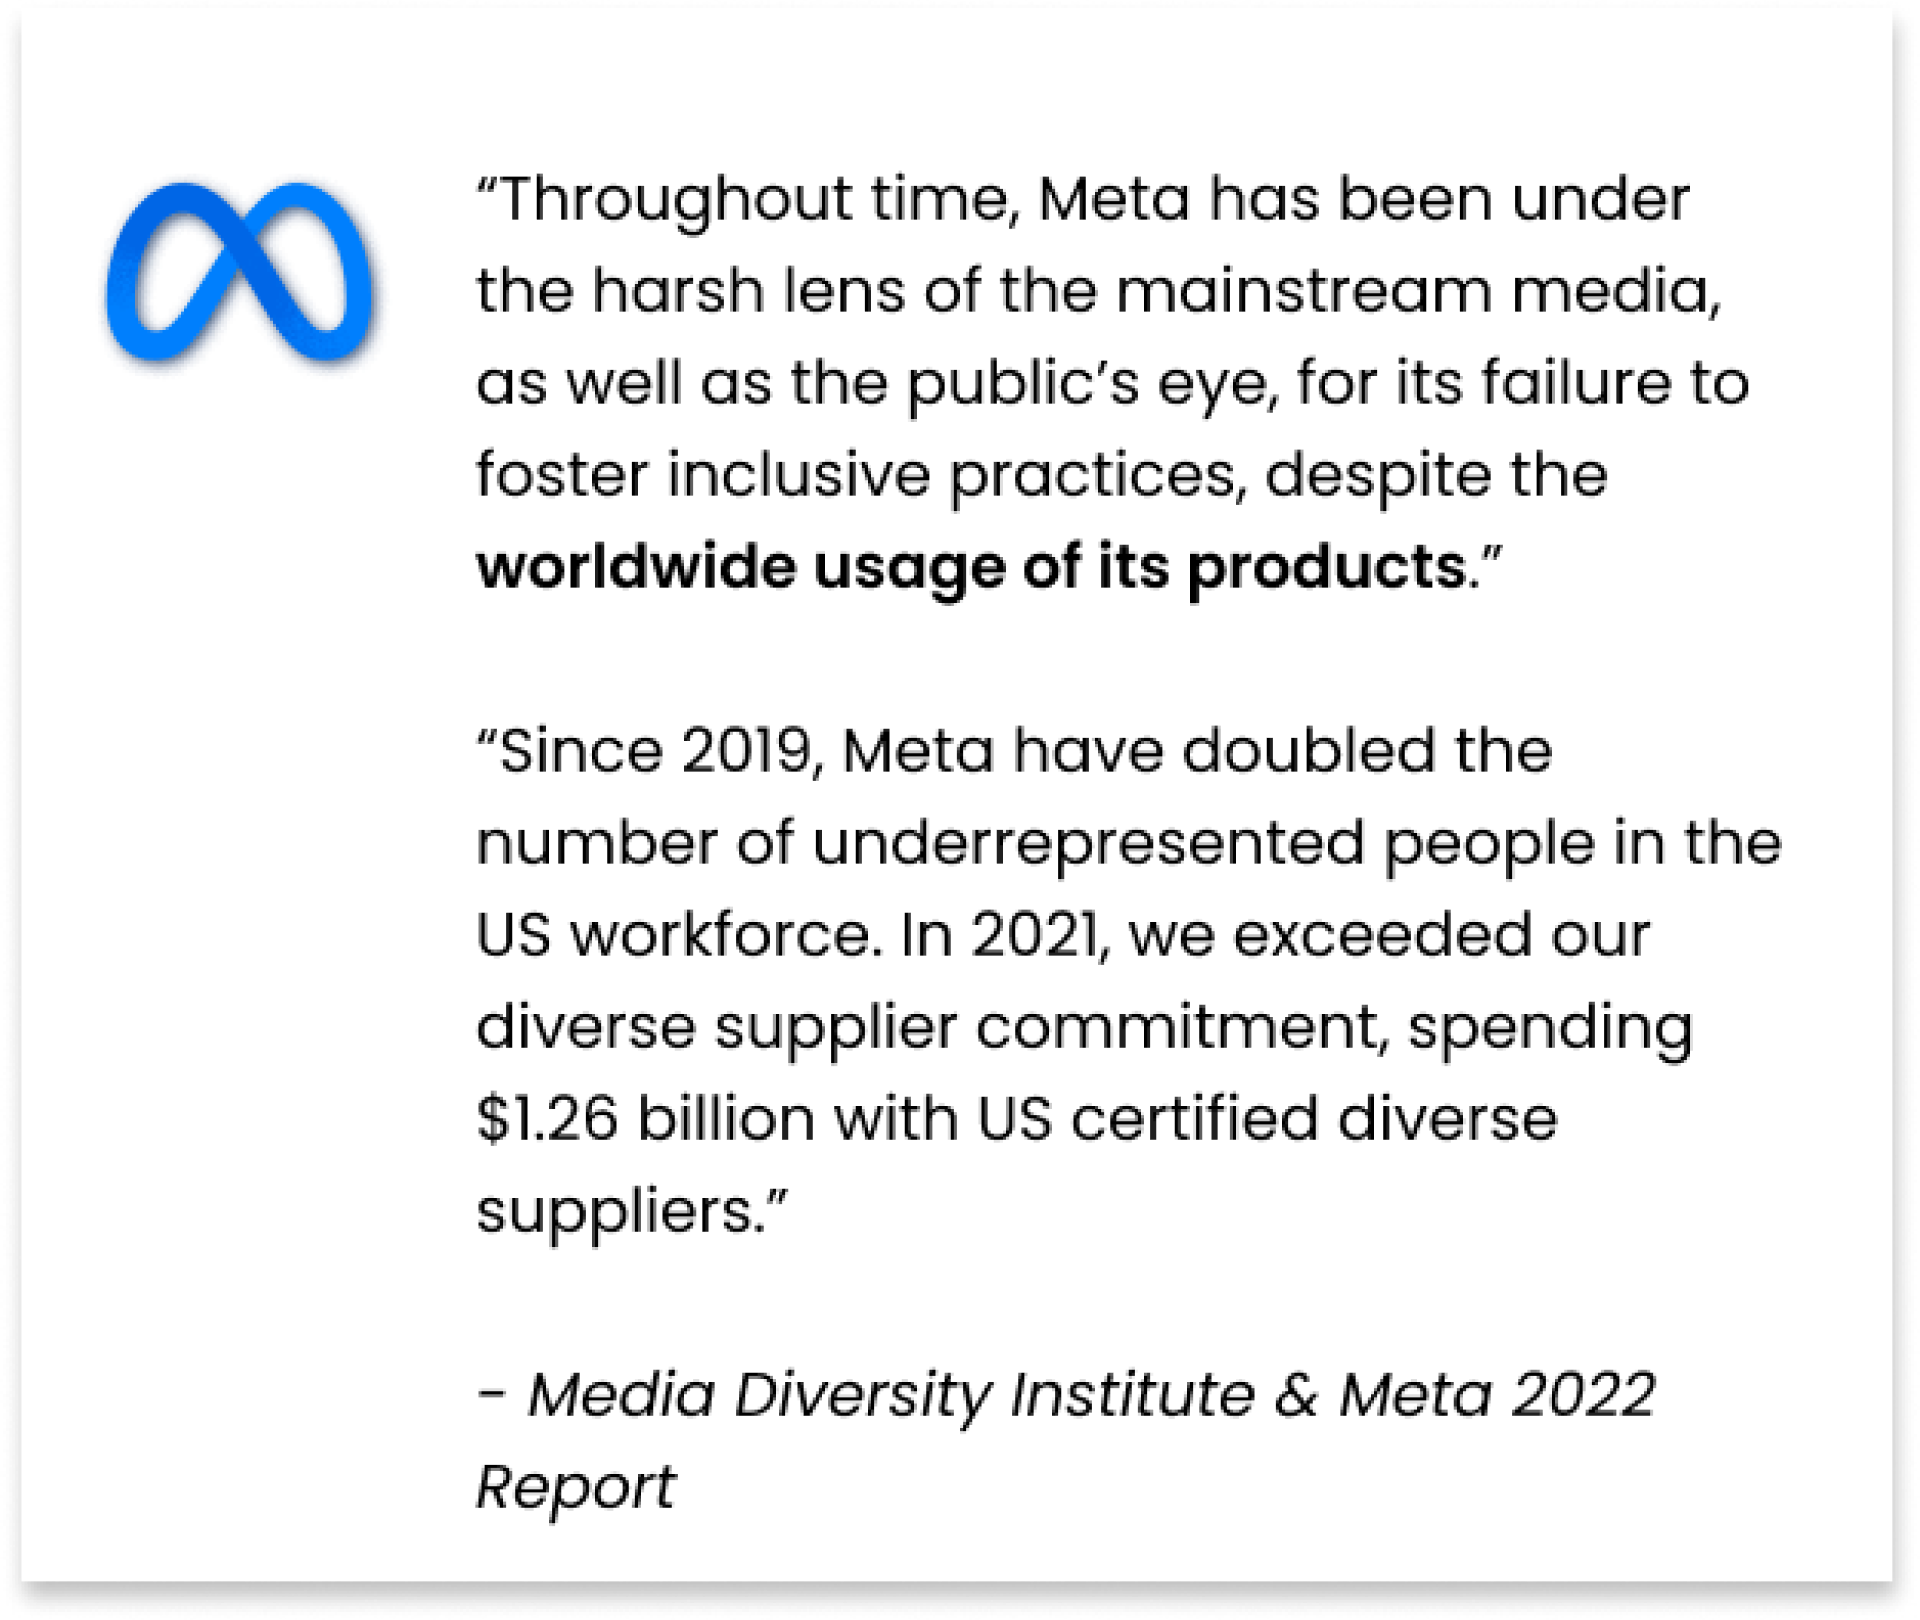 “Throughout time, Meta has been under
the harsh lens of the mainstream media,
as well as the public’s eye, for its failure to
foster inclusive practices, despite the
worldwide usage of its products.”
“Since 2019, Meta have doubled the
number of underrepresented people in the
US workforce. In 2021, we exceeded our
diverse supplier commitment, spending
$1.26 billion with US certified diverse
suppliers.”
- Media Diversity Institute & Meta 2022
Report